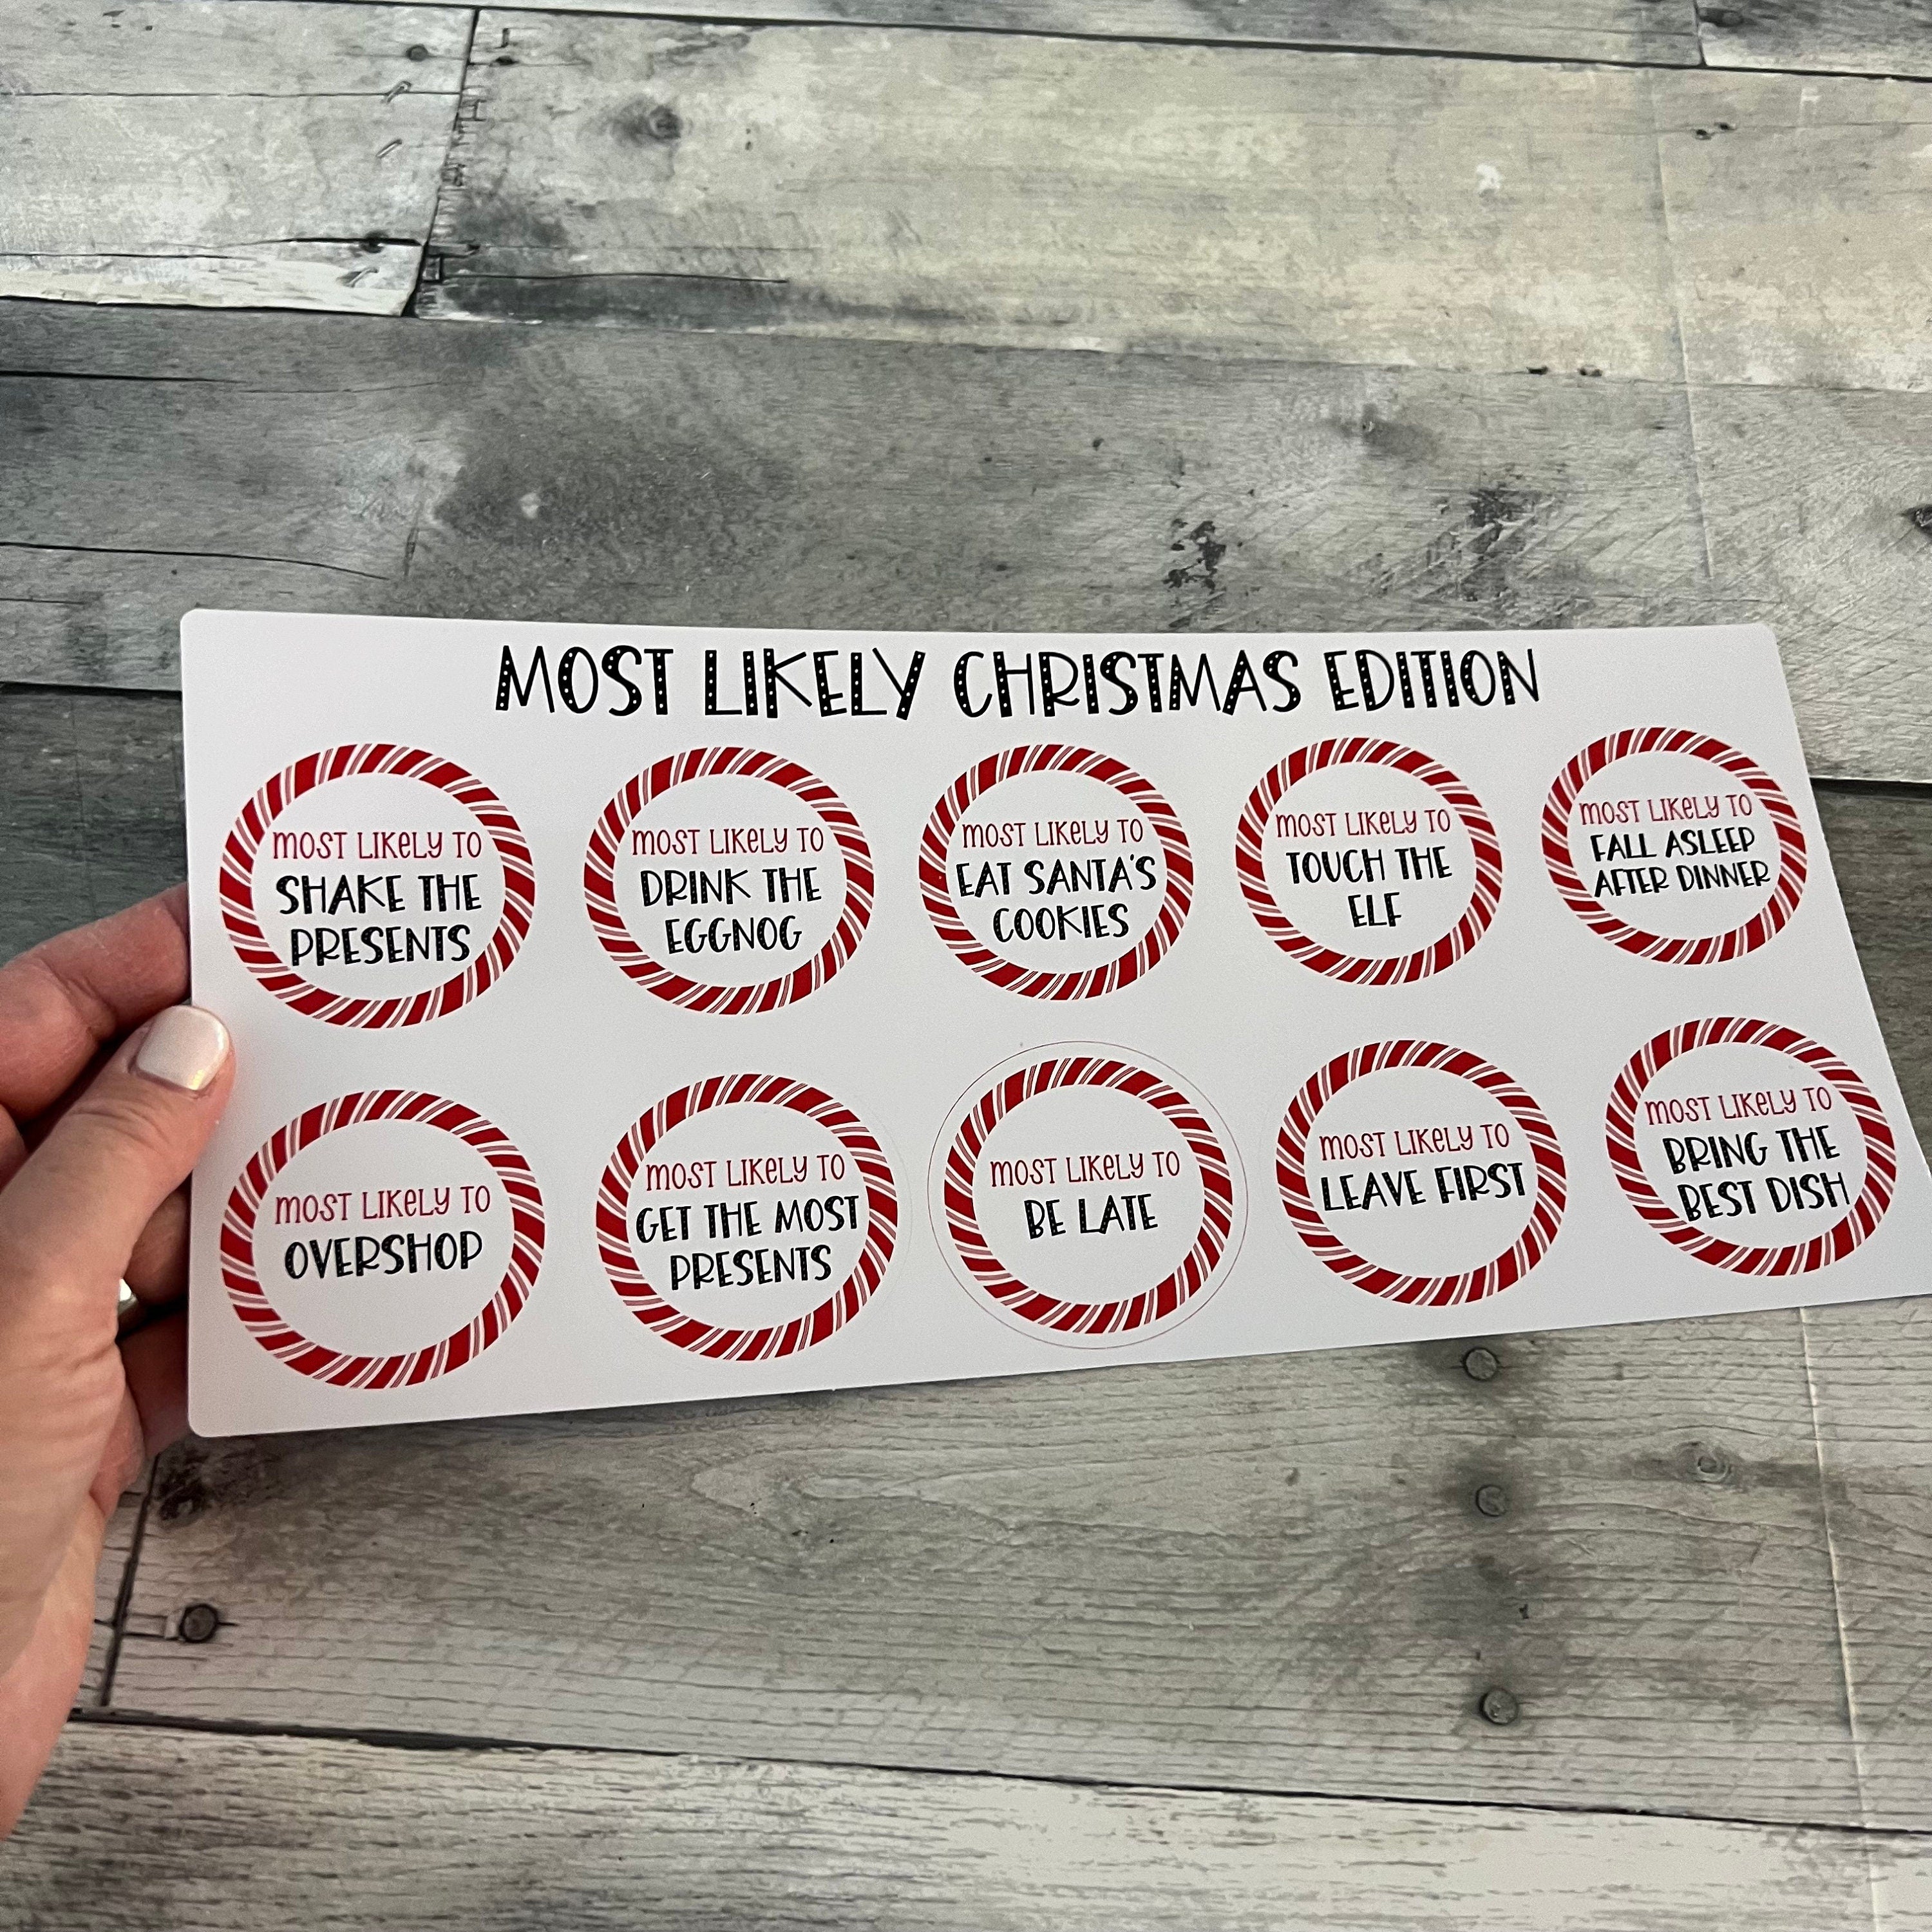 MOST LIKELY CHRISTMAS EDITION
MOST LIKELY TO
SHAKE THE
PRESENTS
MOST LIKELY TO
DRINK THE
EGGNOG
MOST LIKELY TO
EAT SANTA'S
COOKIES
MOST LIKELY TO
TOUCH THE
ELF
MOST LIKELY TO
FALL ASLEEP
AFTER DINNER
MOST LIKELY TO
OVERSHOP
MOST LIKELY TO
GET THE MOST
PRESENTS
MOST LIKELY TO
BE LATE
MOST LIKELY TO
LEAVE FIRST
MOST LIKELY TO
BRING THE
BEST DISH